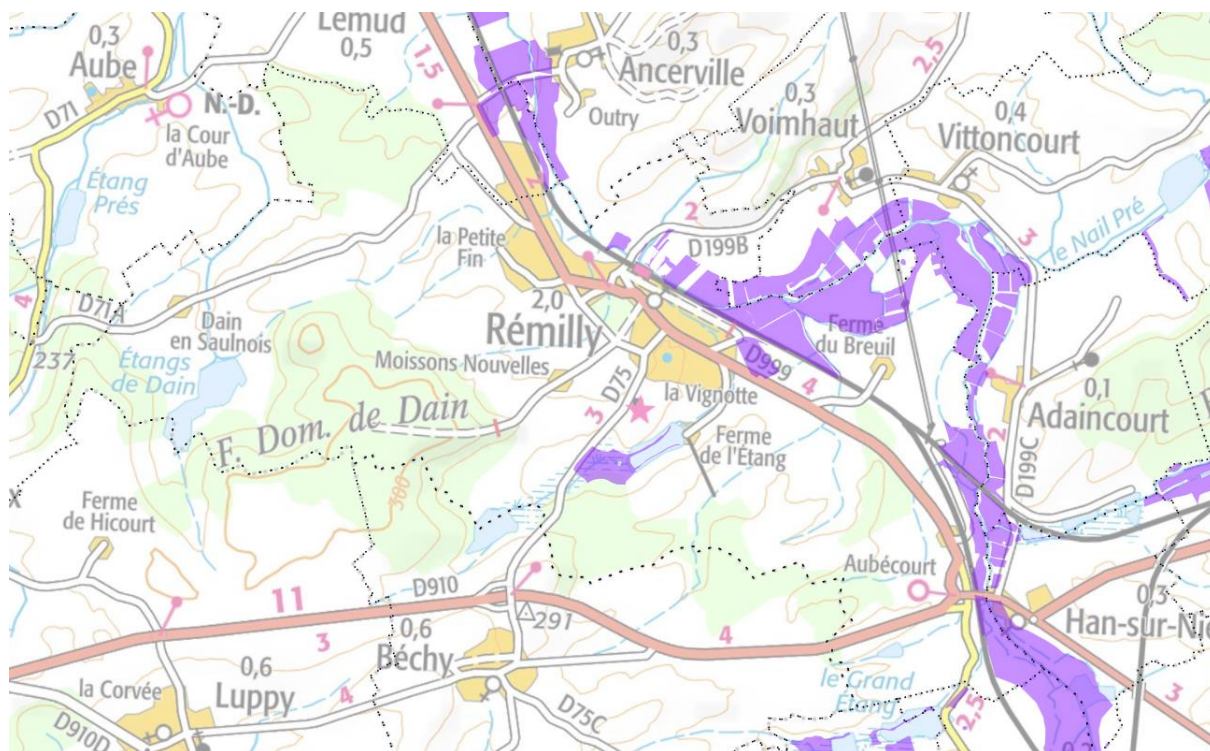 0,3
Lemud
0,5
Aube
1,5
0,3
Ancerville
2,5
D71
N.-D.
Outry
0,3
Voimhaut
0,4
Vittoncourt
la Cour
d'Aube
Étang
Prés
2
2
D199B
3
le Nail Pré
la Petite
Fin
4
D71A
2,0
Rémilly
Dain
en Saulnois
237
Étangs
de Dain
Moissons Nouvelles
Ferme
du Breuil
D999
4
D75
la Vignotte
0,1
Adaincourt
3
F. Dom. de Dain
Ferme
de l'Étang
2
D199C
300
x
Ferme
de Hicourt
Aubécourt
D910
11
3
291
0,3
Han-sur-Nie
0,6
Béchy
4
0,6
Luppy
la Corvée
4
le Grand
Étang
3
D910D
D75C
2,5